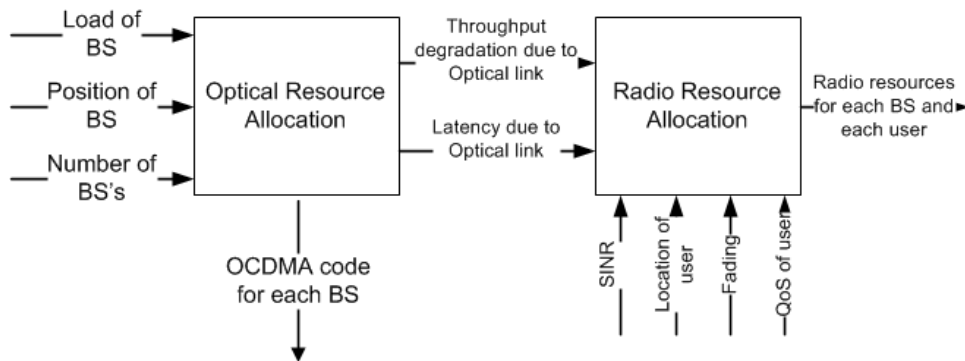 Load of
BS
Position of
BS
Number of
BS's
Optical Resource
Allocation
OCDMA code
for each BS
Throughput
degradation due to
Optical link
Latency due to
Optical link
Radio Resource
Allocation
SINR
Location of
user
Fading
QoS of user
Radio resources
for each BS and
each user